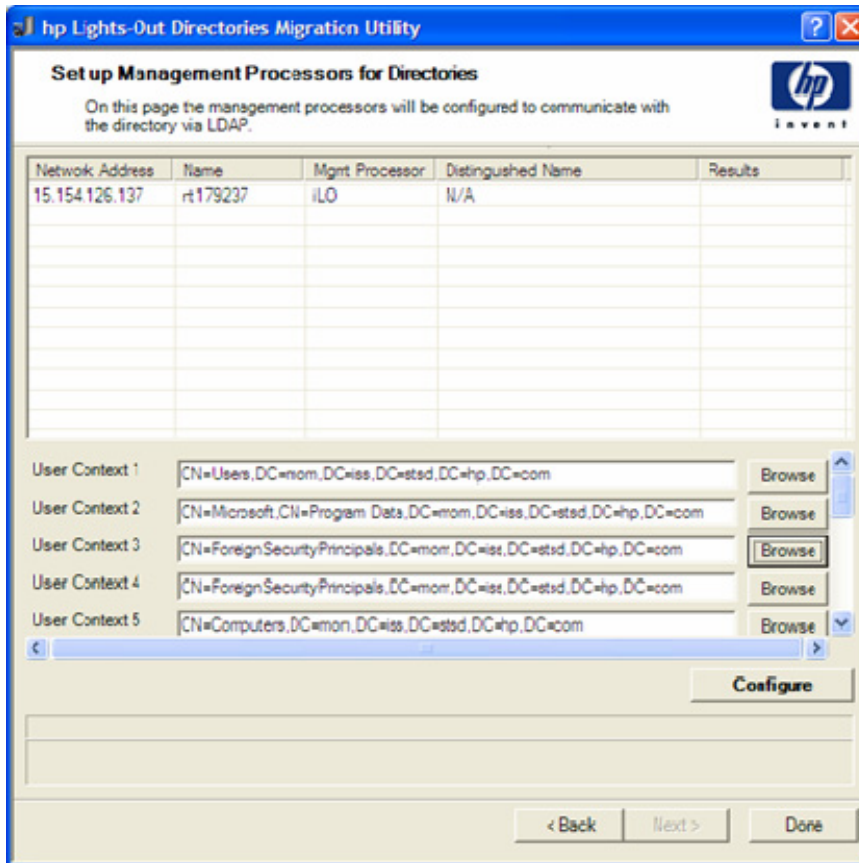 hp Lights-Out Directories Migration Utility
Set up Management Processors for Directories
On this page the management processors will be configured to communicate with
the directory via LDAP.
hp
invent
Network Address Name Mgmt Processor Distinguished Name Results
15.154.126.137 rt179237 iLO N/A
User Context 1 CN=Users,DC=mom,DC=iss,DC=stsd,DC=hp,DC=com Browse
User Context 2 CN=Microsoft,CN=Program Data,DC=mom,DC=iss,DC=stsd,DC=hp,DC=com Browse
User Context 3 CN=ForeignSecurityPrincipals,DC=mom,DC=iss,DC=stsd,DC=hp,DC=com Browse
User Context 4 CN=ForeignSecurityPrincipals,DC=mom,DC=iss,DC=stsd,DC=hp,DC=com Browse
User Context 5 CN=Computers,DC=mom,DC=iss,DC=stsd,DC=hp,DC=com Browse
Configure
< Back Next > Done